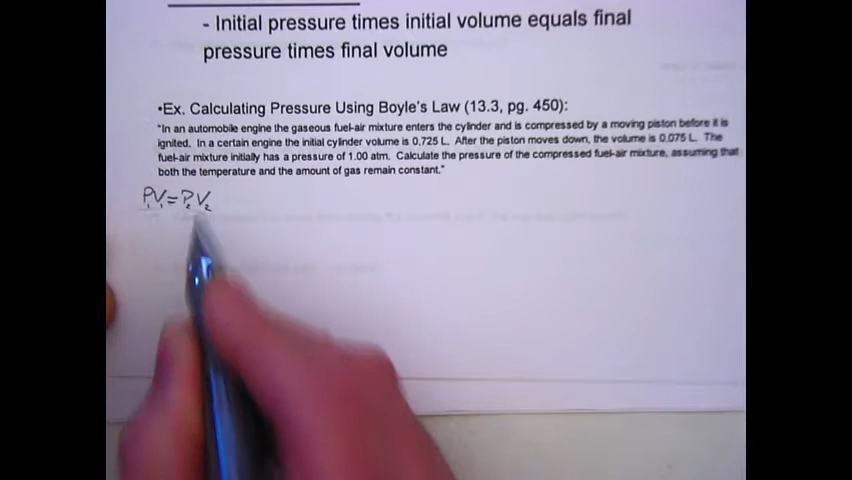 - Initial pressure times initial volume equals final
pressure times final volume
•Ex. Calculating Pressure Using Boyle's Law (13.3, pg. 450):
"In an automobile engine the gaseous fuel-air mixture enters the cylinder and is compressed by a moving piston before it is
ignited. In a certain engine the initial cylinder volume is 0.725 L. After the piston moves down, the volume is 0.075 L. The
fuel-air mixture initially has a pressure of 1.00 atm. Calculate the pressure of the compressed fuel-air mixture, assuming that
both the temperature and the amount of gas remain constant."
P₁V₁=P₂V₂